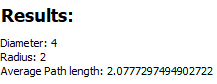 Results:
Diameter: 4
Radius: 2
Average Path length: 2.0777297494902722